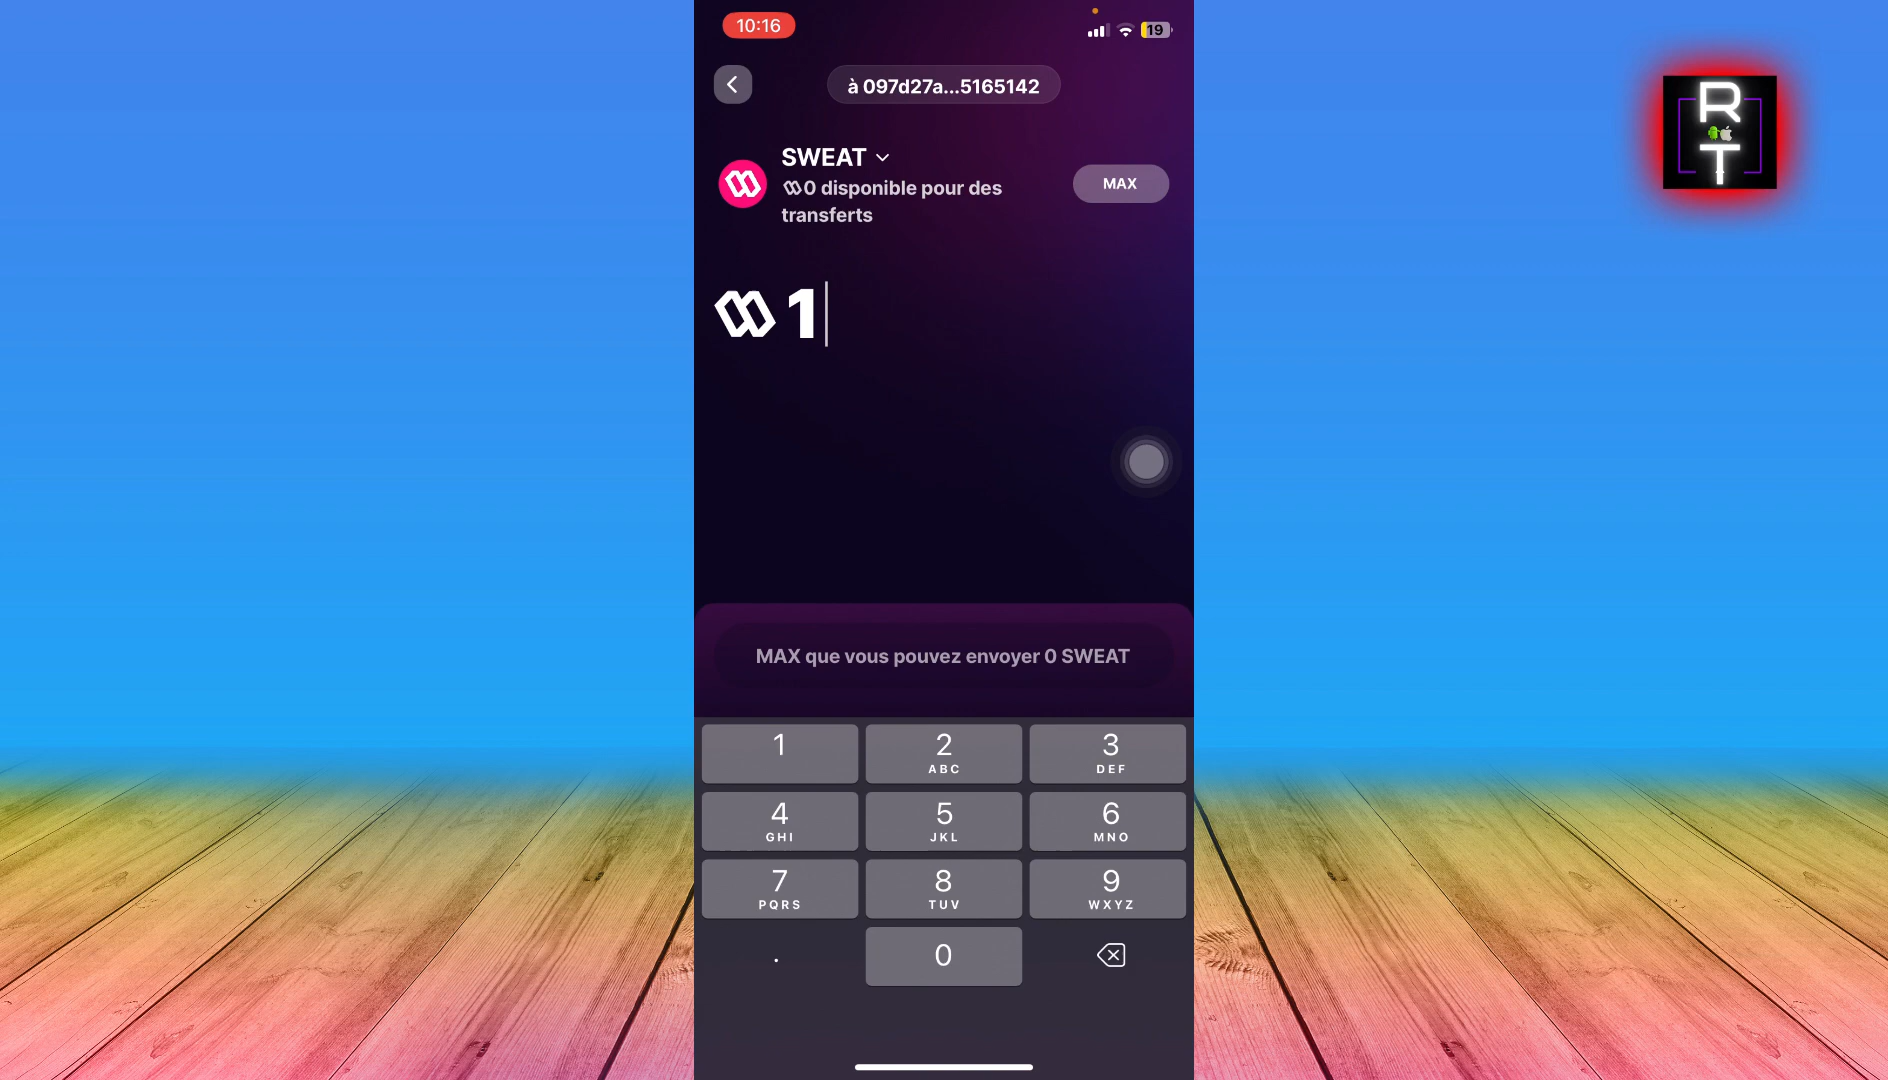 10:16
19
à 097d27a...5165142
SWEAT
0 disponible pour des
transferts
MAX
1
MAX que vous pouvez envoyer 0 SWEAT
1
2
ABC
3
DEF
4
GHI
5
JKL
6
MNO
7
PQRS
8
TUV
9
WXYZ
.
0
R
T